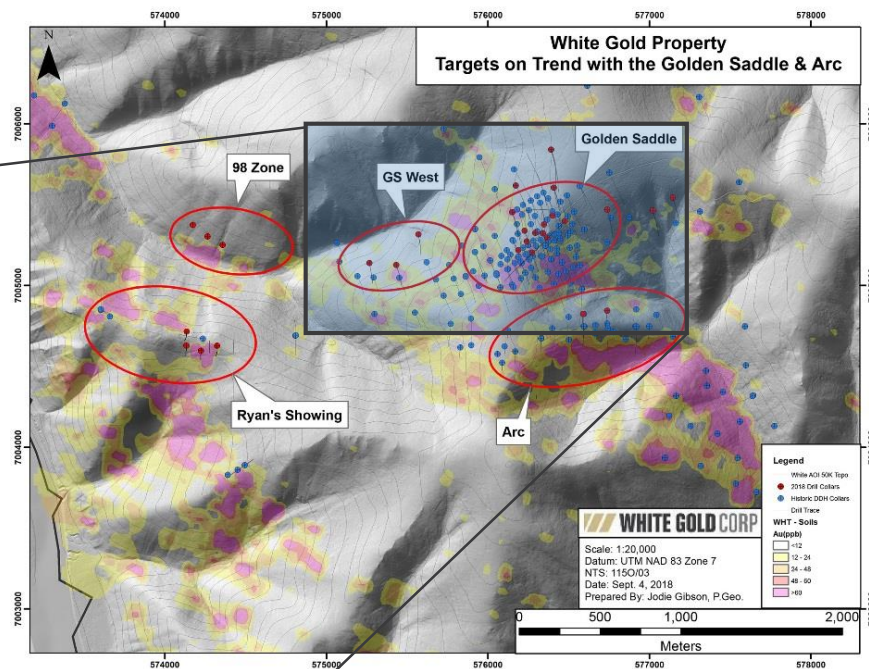 574000 575000 576000 577000 578000
White Gold Property
Targets on Trend with the Golden Saddle & Arc
N
7006000
Golden Saddle
98 Zone
GS West
7005000
Ryan's Showing
Arc
7004000
Legend
White AOI 50K Topo
2018 Drill Collars
Historic DDH Collars
Drill Trace
WHT - Soils
Au(ppb)
<12
12 - 24
24 - 48
48 - 60
>60
WHITE GOLD CORP
Scale: 1:20,000
Datum: UTM NAD 83 Zone 7
NTS: 115O/03
Date: Sept. 4, 2018
Prepared By: Jodie Gibson, P.Geo.
7003000
0 500 1,000 2,000
Meters
574000 575000 576000 577000 578000